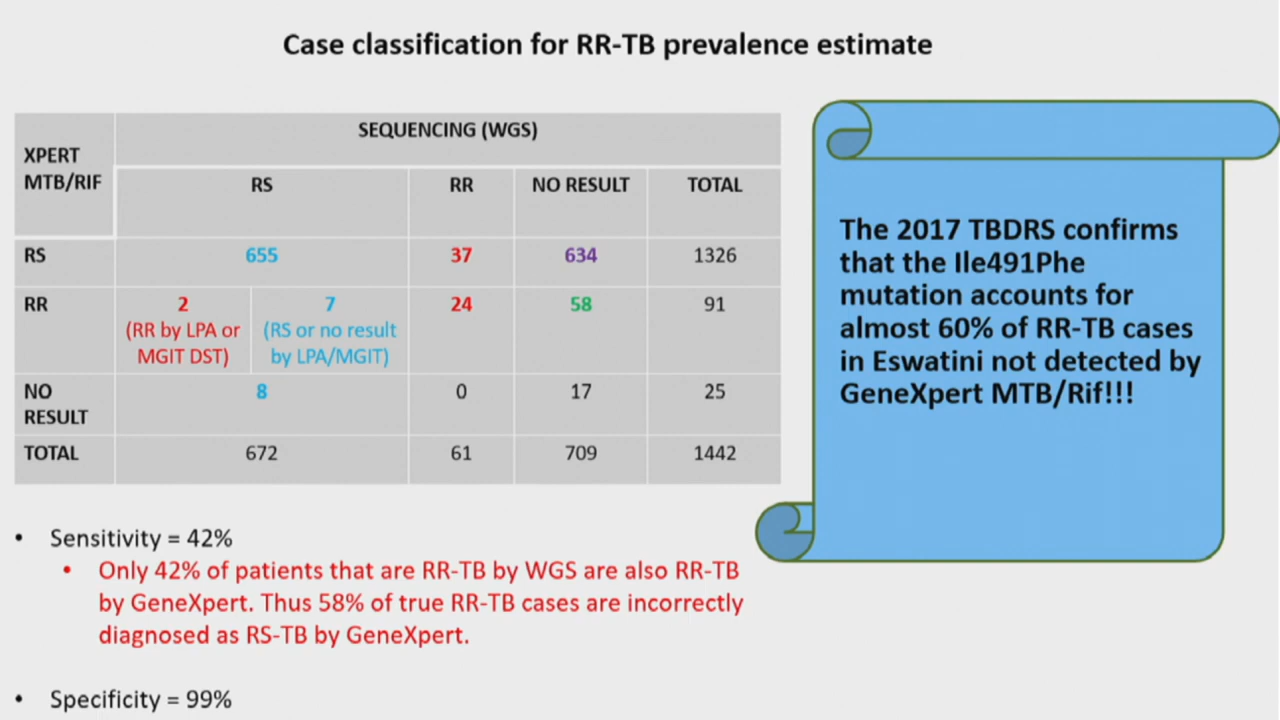 Case classification for RR-TB prevalence estimate
XPERT
MTB/RIF
SEQUENCING (WGS)
RS RR NO RESULT TOTAL
RS 655 37 634 1326
RR 2 7 24 58 91
(RR by LPA or
MGIT DST)
(RS or no result
by LPA/MGIT)
NO
RESULT
8 0 17 25
TOTAL 672 61 709 1442
• Sensitivity = 42%
• Only 42% of patients that are RR-TB by WGS are also RR-TB
by GeneXpert. Thus 58% of true RR-TB cases are incorrectly
diagnosed as RS-TB by GeneXpert.
• Specificity = 99%
The 2017 TBDRS confirms
that the Ile491Phe
mutation accounts for
almost 60% of RR-TB cases
in Eswatini not detected by
GeneXpert MTB/Rif!!!